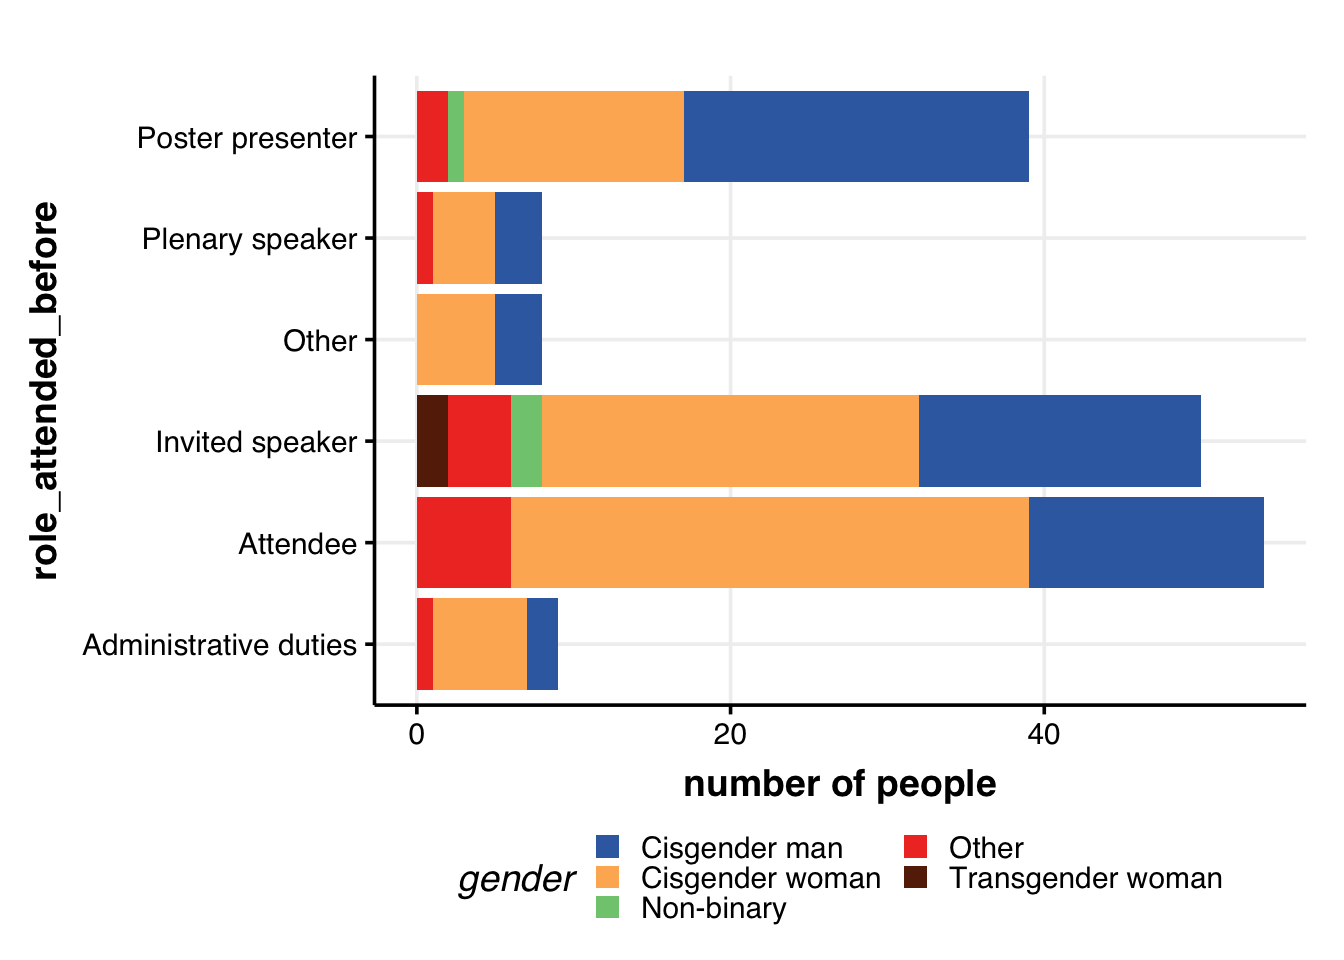 role_attended_before
Poster presenter
Plenary speaker
Other
Invited speaker
Attendee
Administrative duties
0 20 40
number of people
gender
Cisgender man
Cisgender woman
Non-binary
Other
Transgender woman